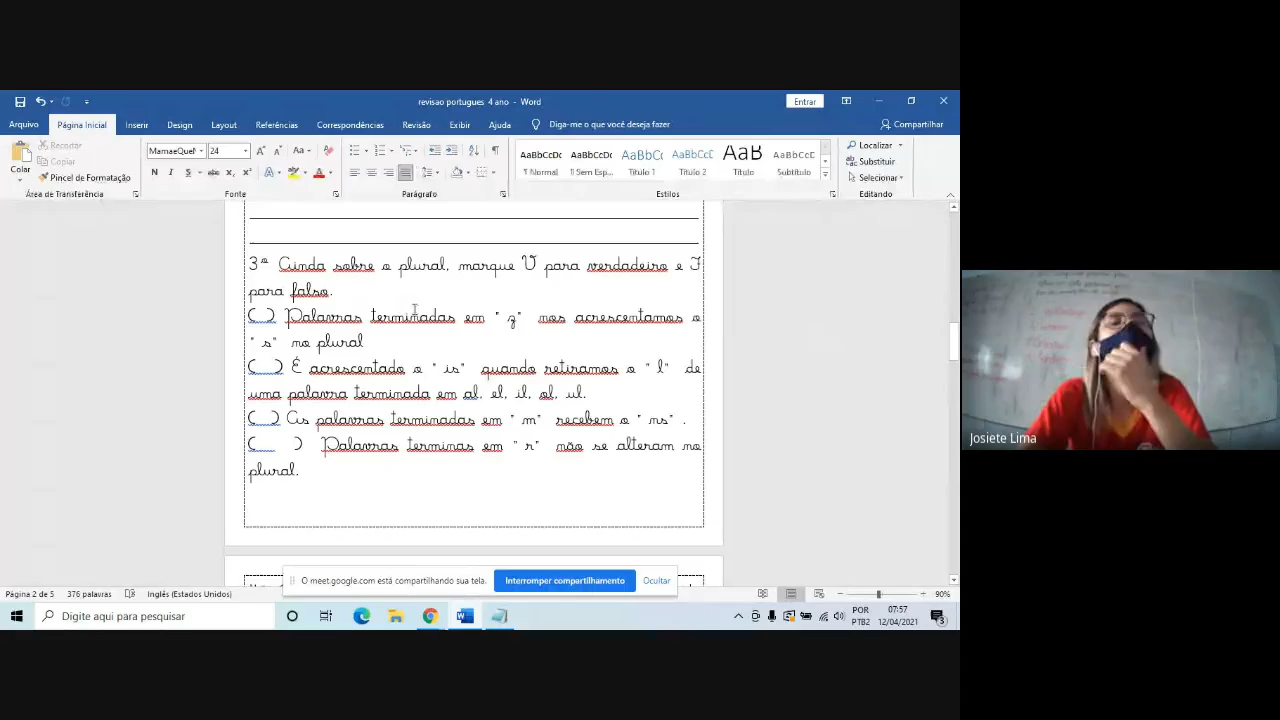 revisao portugues 4 ano - Word
Entrar
Arquivo Página Inicial Inserir Design Layout Referências Correspondências Revisão Exibir Ajuda Diga-me o que você deseja fazer Compartilhar
Colar
Recortar
Copiar
Pincel de Formatação
Área de Transferência
MamaeQueN 24
Fonte
Parágrafo
AaBbCcDc AaBbCcDc AaBbCc AaBbCcC AaB AaBbCcC
¶ Normal ¶ Sem Esp... Título 1 Título 2 Título Subtítulo
Estilos
Localizar
Substituir
Selecionar
Editando
3ª Ainda sobre o plural, marque V para verdadeiro e F
para falso.
( ) Palavras terminadas em " z" nos acrescentamos o
" s" no plural
( ) É acrescentado o " is" quando retiramos o " l" de
uma palavra terminada em al, el, il, ol, ul.
( ) As palavras terminadas em " m" recebem o " ns" .
( ) Palavras terminas em " r" não se alteram no
plural.
Josiete Lima
O meet.google.com está compartilhando sua tela. Interromper compartilhamento Ocultar
Página 2 de 5 376 palavras Inglês (Estados Unidos) 90%
Digite aqui para pesquisar
POR
PTB2
07:57
12/04/2021
3